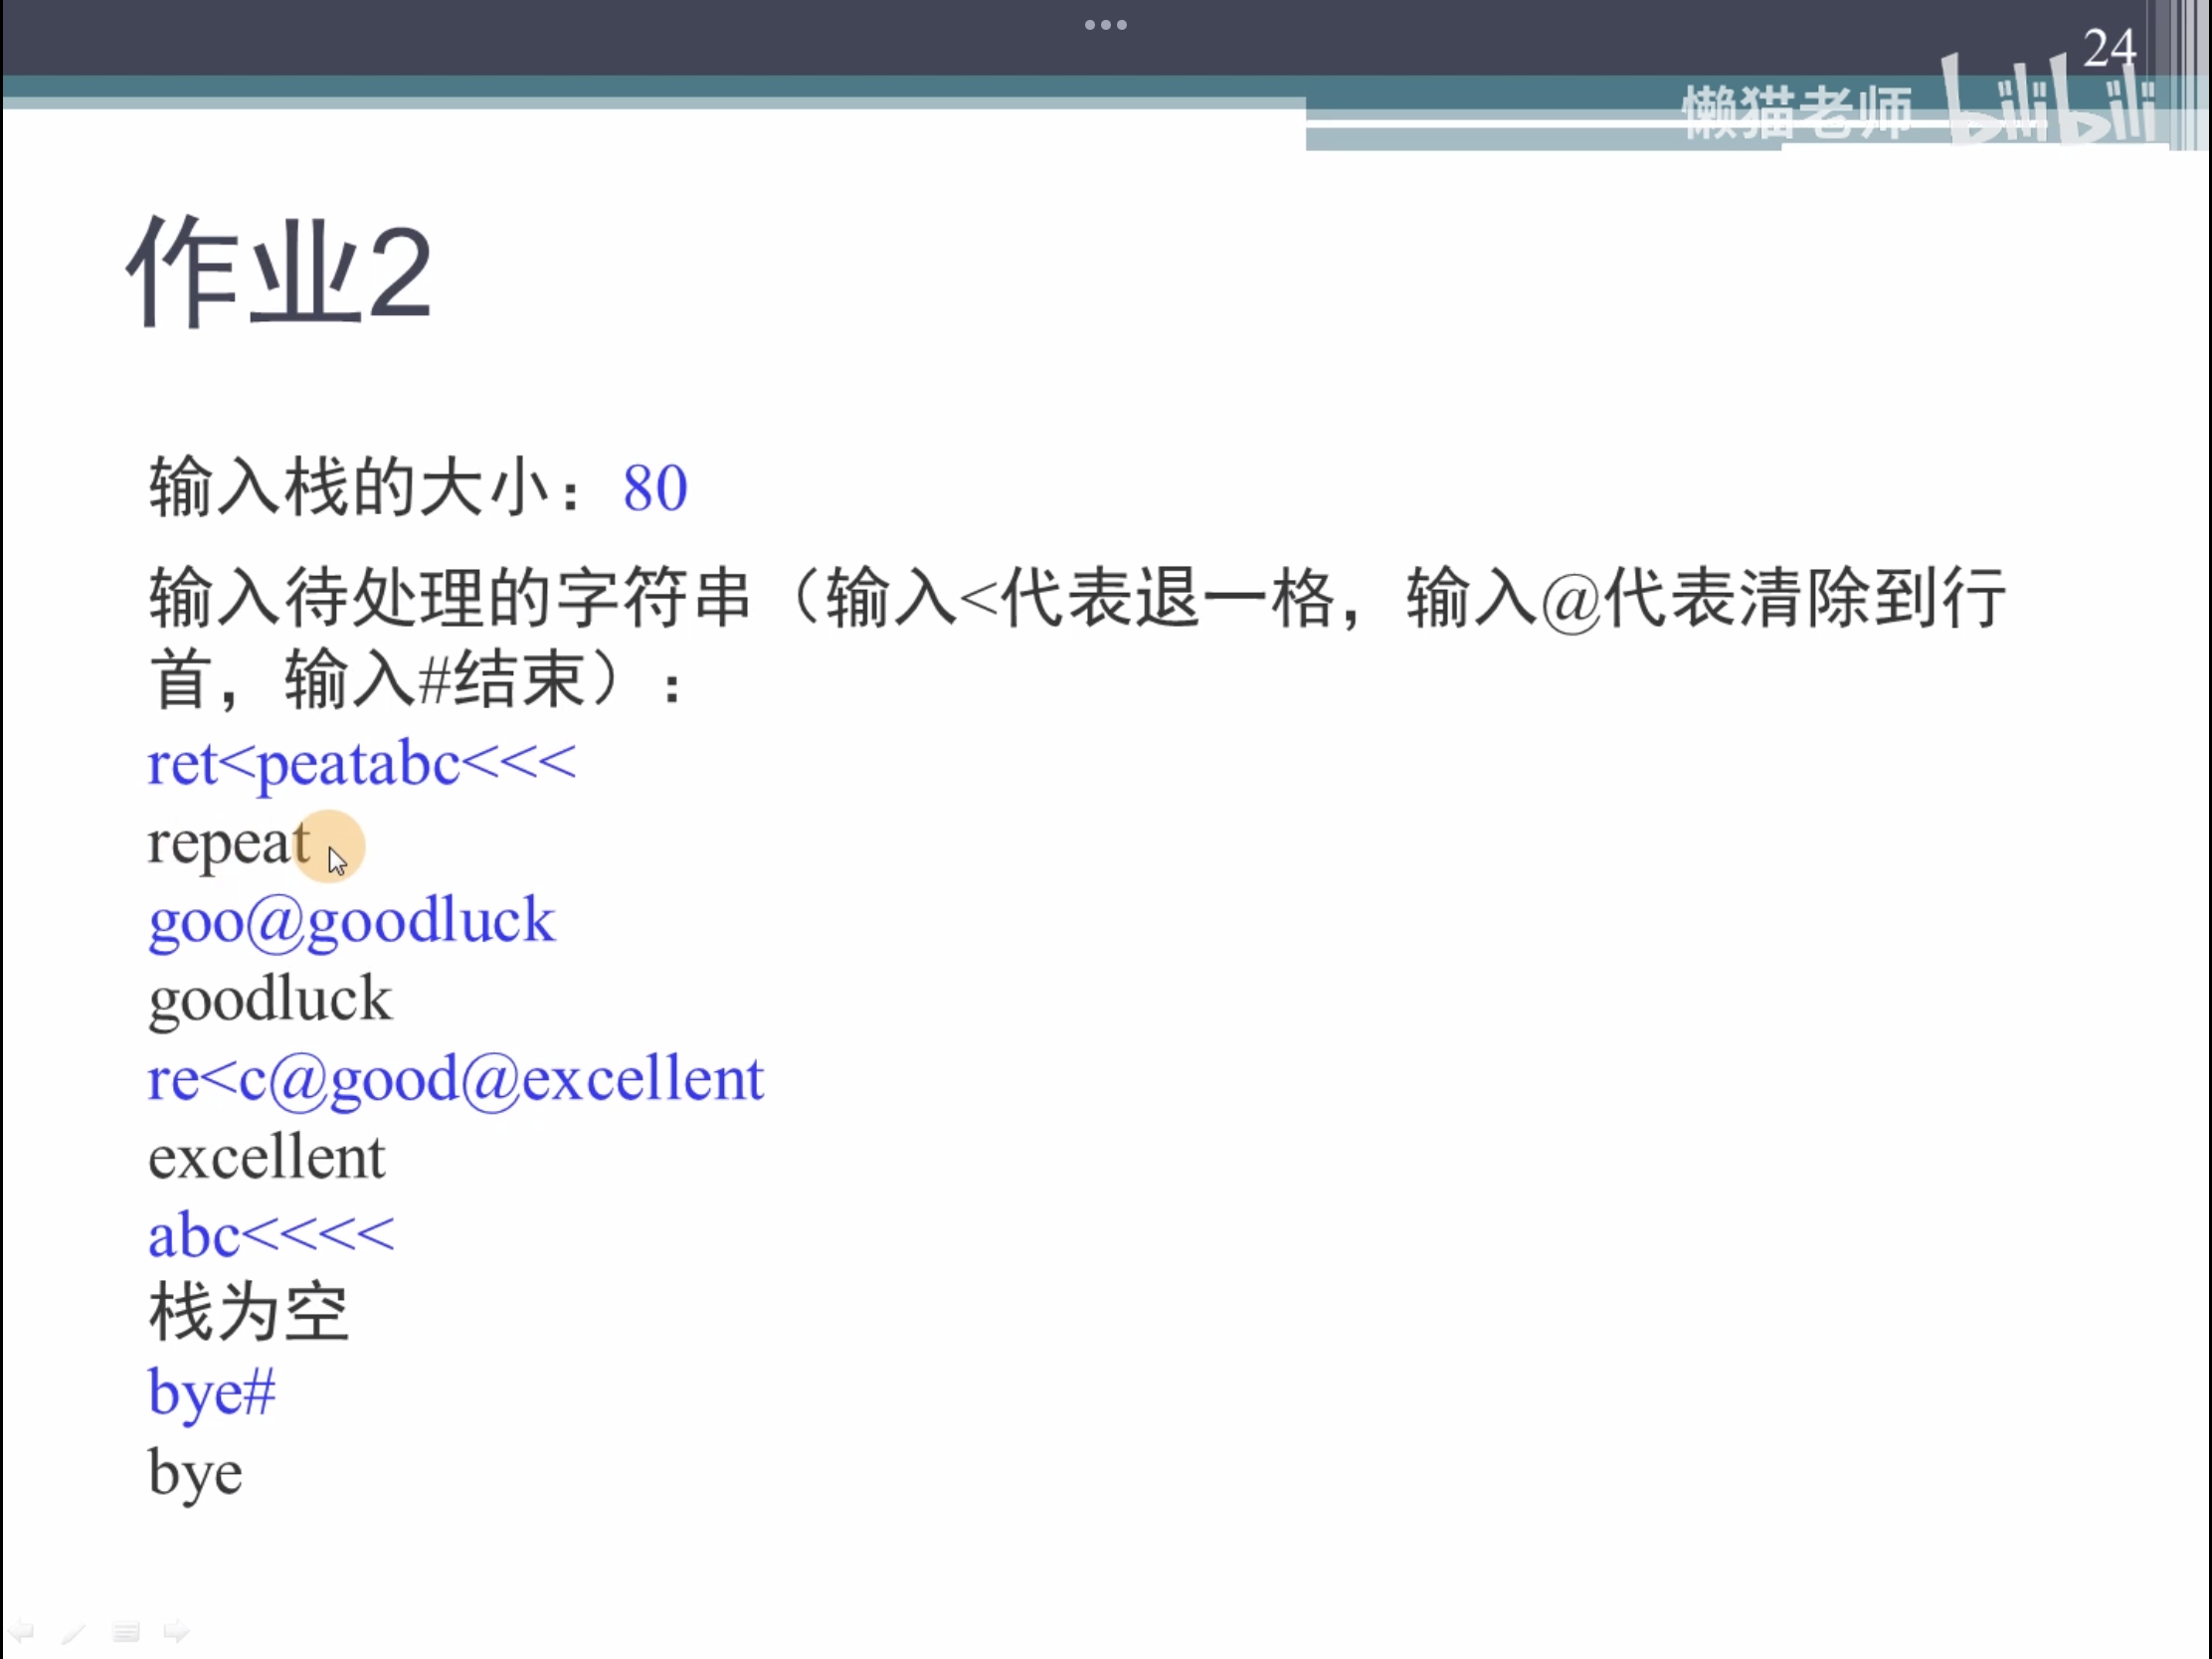 24
懒猫老师 bilibili
作业2
输入栈的大小：80
输入待处理的字符串（输入<代表退一格，输入@代表清除到行
首，输入#结束）：
ret<peatabc<<<
repeat
goo@goodluck
goodluck
re<c@good@excellent
excellent
abc<<<<
栈为空
bye#
bye